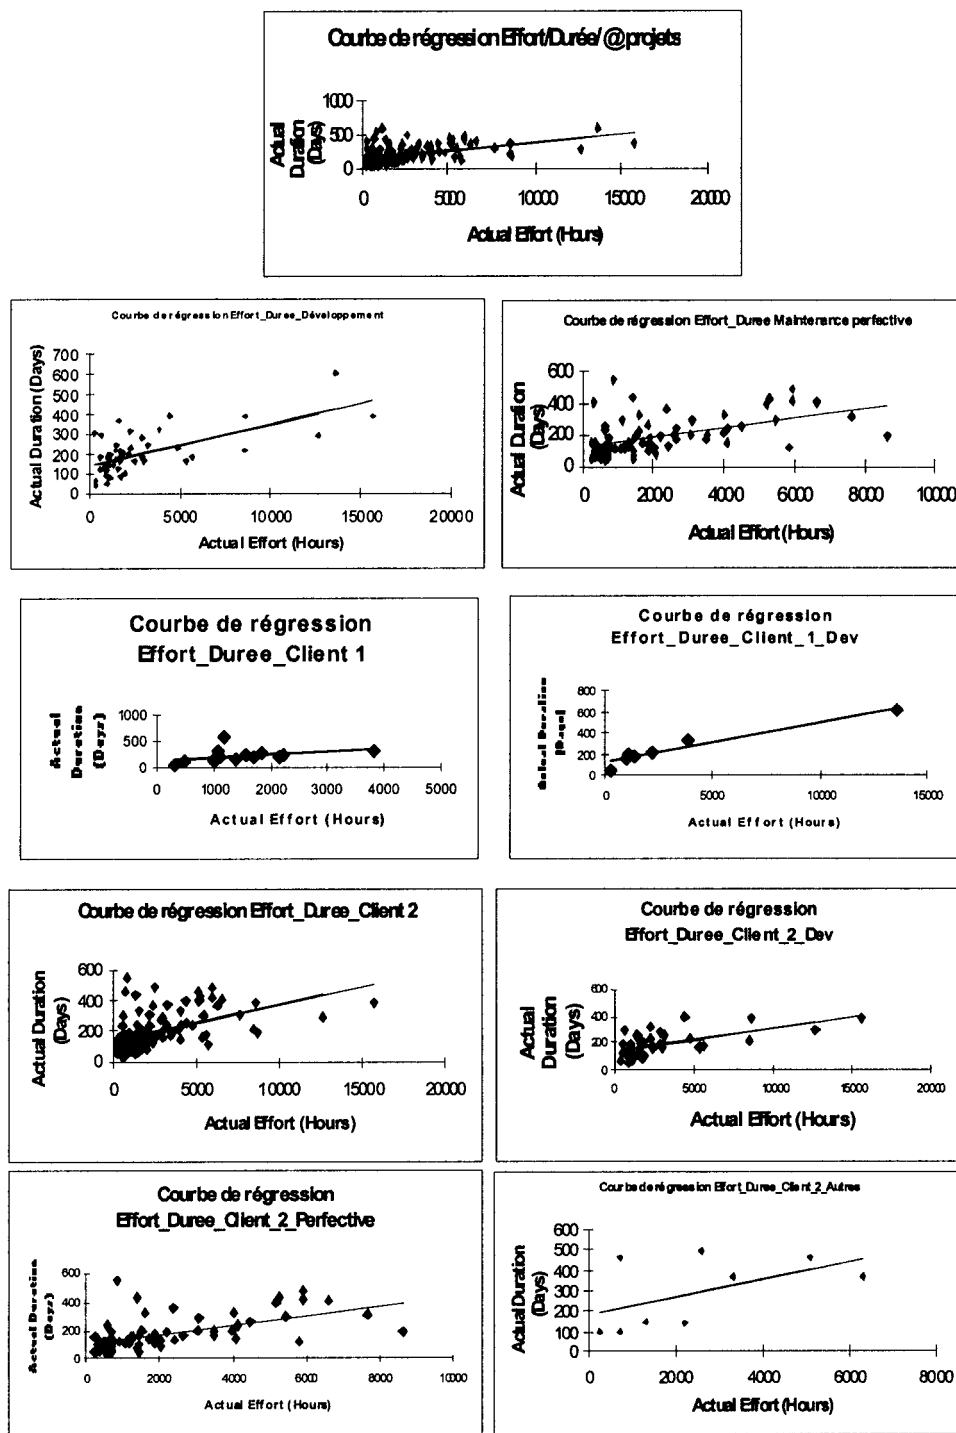 Courbe de régression Effort/Durée/@projets
Actual Duration (Days)
1000
500
0
0 5000 10000 15000 20000
Actual Effort (Hours)
Courbe de régression Effort_Duree_Développement
Actual Duration (Days)
700
600
500
400
300
200
100
0
0 5000 10000 15000 20000
Actual Effort (Hours)
Courbe de régression Effort_Duree Maintenance perfective
Actual Duration (Days)
600
400
200
0
0 2000 4000 6000 8000 10000
Actual Effort (Hours)
Courbe de régression
Effort_Duree_Client 1
Actual Duration (Days)
1000
500
0
0 1000 2000 3000 4000 5000
Actual Effort (Hours)
Courbe de régression
Effort_Duree_Client_1_Dev
Actual Duration (Days)
800
600
400
200
0
0 5000 10000 15000
Actual Effort (Hours)
Courbe de régression Effort_Duree_Client 2
Actual Duration (Days)
600
400
200
0
0 5000 10000 15000 20000
Actual Effort (Hours)
Courbe de régression
Effort_Duree_Client_2_Dev
Actual Duration (Days)
600
400
200
0
0 5000 10000 15000 20000
Actual Effort (Hours)
Courbe de régression
Effort_Duree_Client_2_Perfective
Actual Duration (Days)
600
400
200
0
0 2000 4000 6000 8000 10000
Actual Effort (Hours)
Courbe de régression Effort_Duree_Client_2_Autres
Actual Duration (Days)
600
500
400
300
200
100
0
0 2000 4000 6000 8000
Actual Effort (Hours)